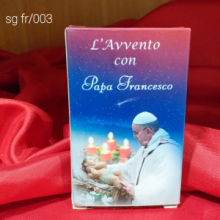 sg fr/003
L'Avvento
con
Papa Francesco